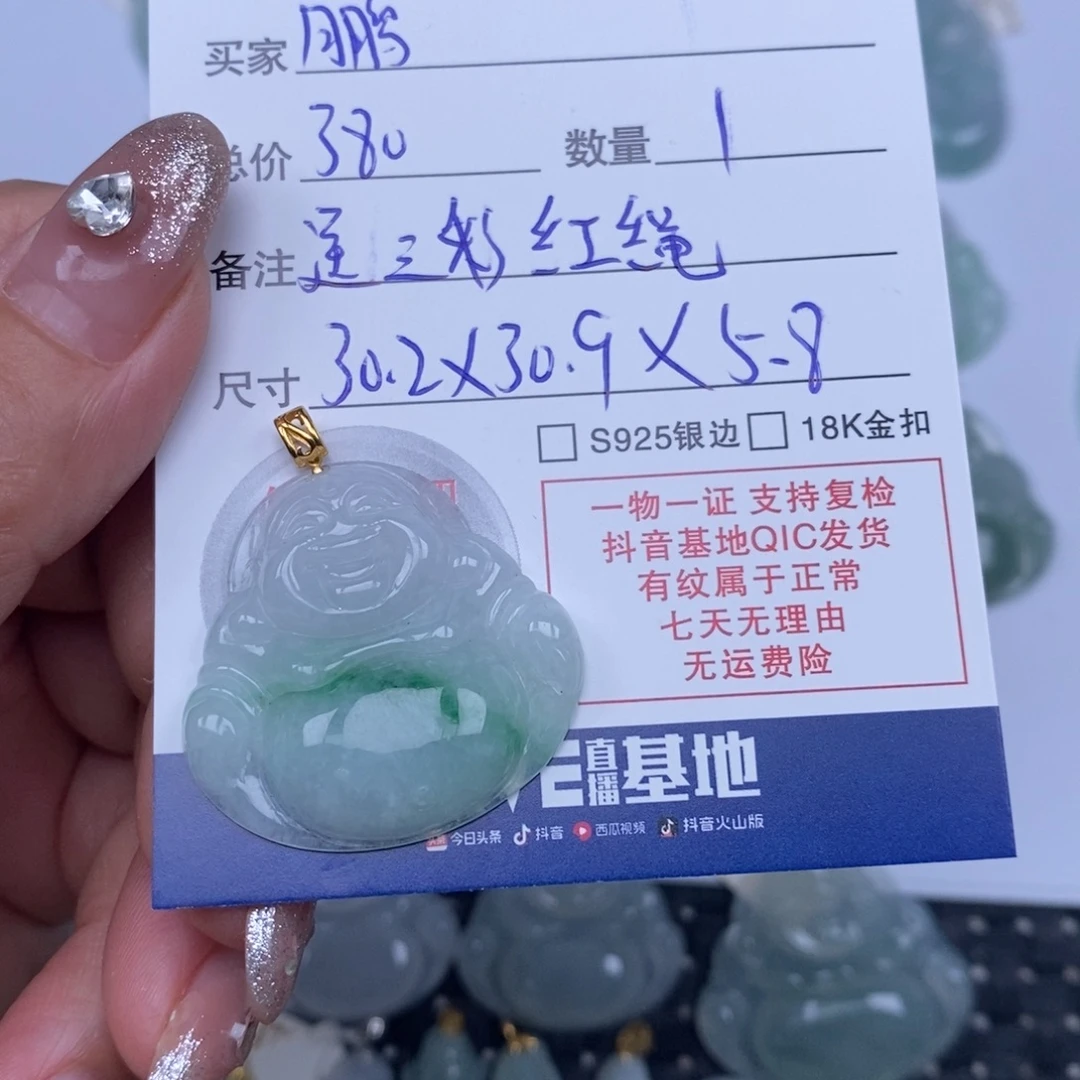 买家 月鹏
总价 380 数量 1
备注 送三彩红绳
尺寸 30.2X30.9X5.8
S925银边 18K金扣
一物一证 支持复检
抖音基地QIC发货
有纹属于正常
七天无理由
无运费险
直播基地
今日头条 抖音 西瓜视频 抖音火山版